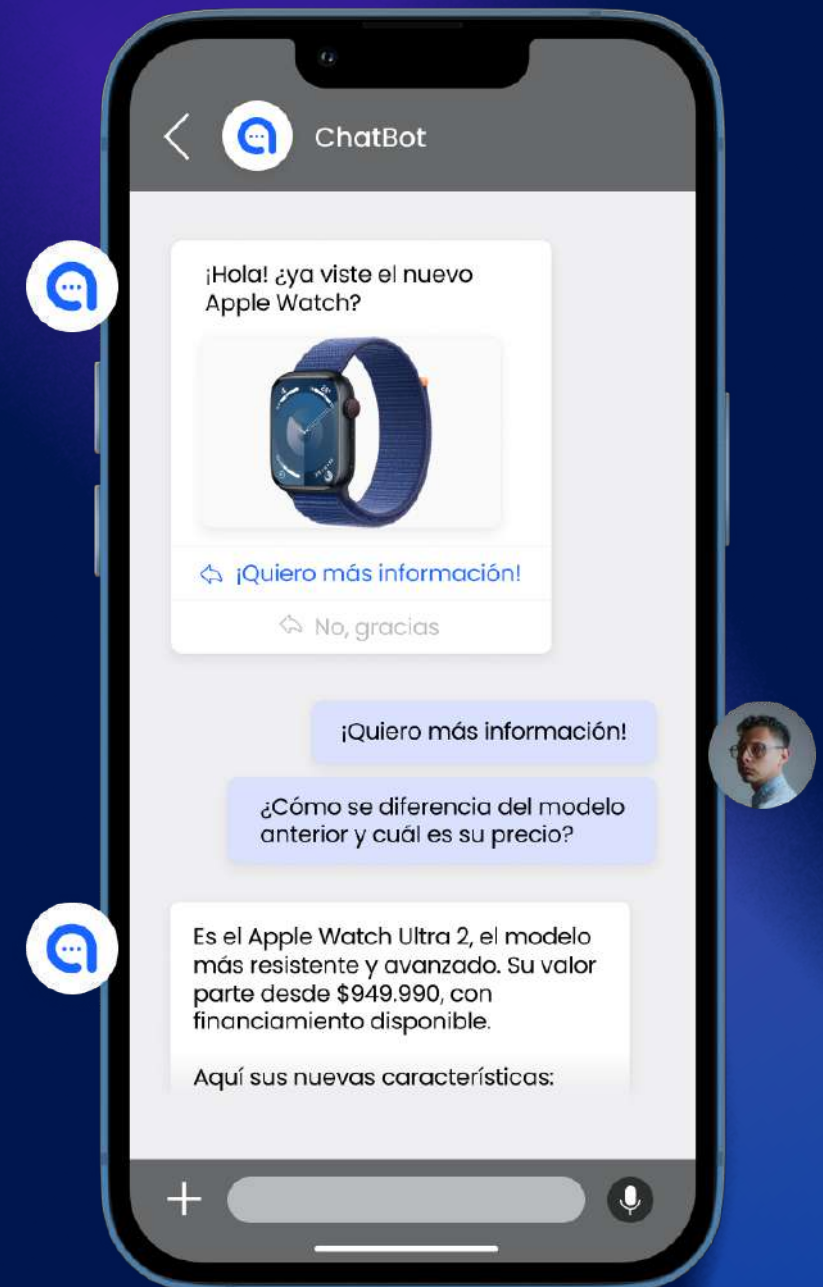 ChatBot
¡Hola! ¿ya viste el nuevo
Apple Watch?
¡Quiero más información!
No, gracias
¡Quiero más información!
¿Cómo se diferencia del modelo
anterior y cuál es su precio?
Es el Apple Watch Ultra 2, el modelo
más resistente y avanzado. Su valor
parte desde $949.990, con
financiamiento disponible.
Aquí sus nuevas características: